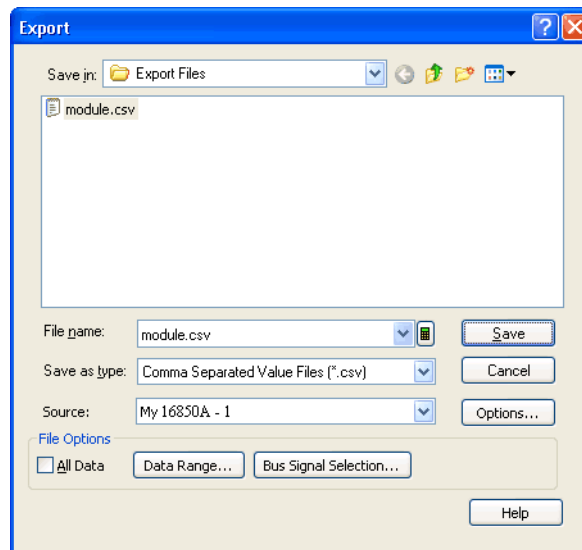 Export
Save in: Export Files
module.csv
File name: module.csv Save
Save as type: Comma Separated Value Files (*.csv) Cancel
Source: My 16850A - 1 Options...
File Options
All Data Data Range... Bus Signal Selection...
Help